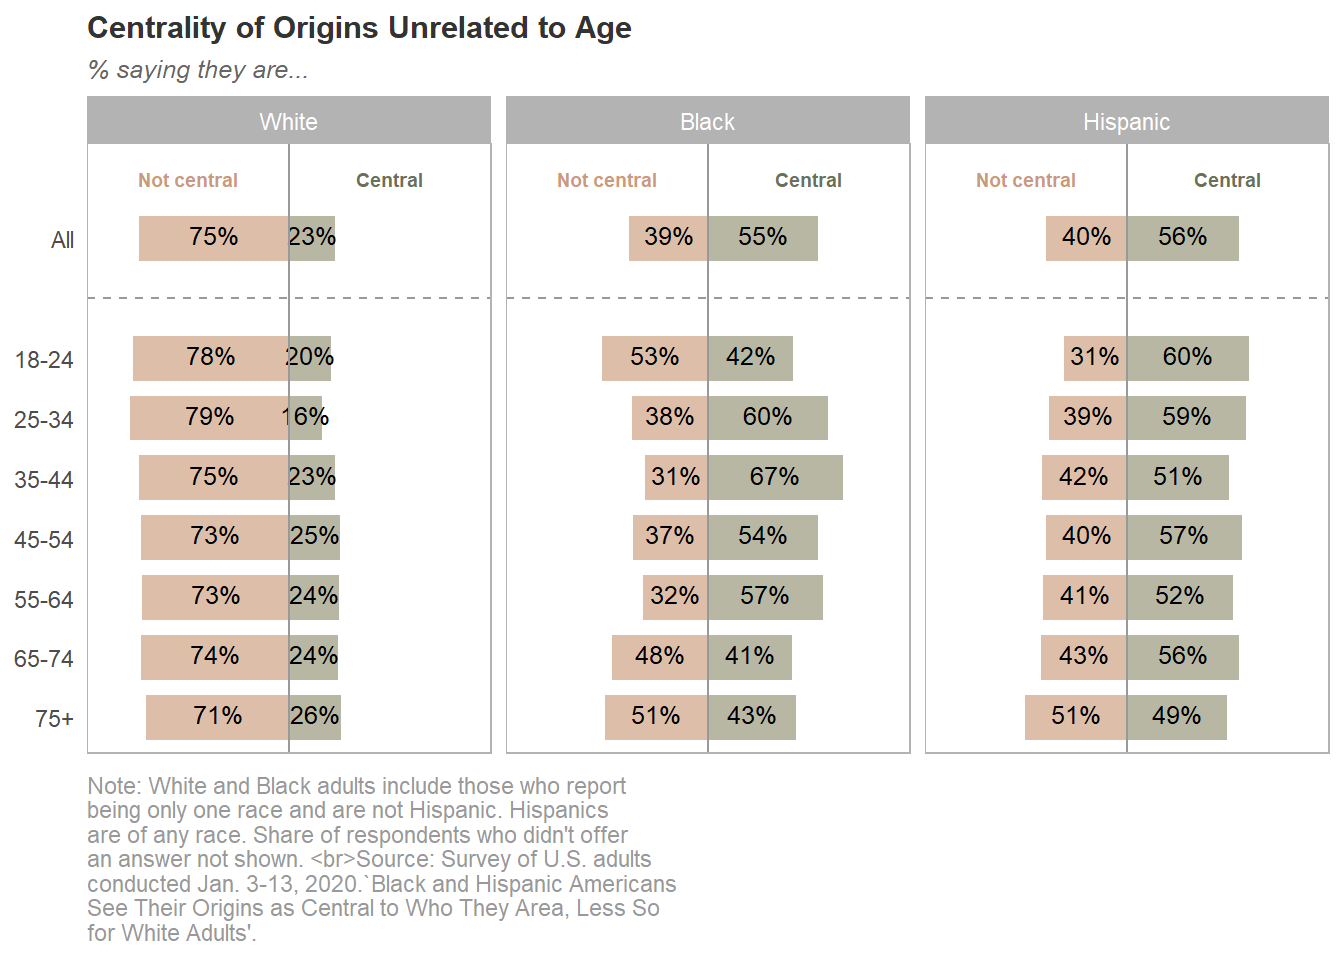 Centrality of Origins Unrelated to Age
% saying they are...
White Black Hispanic
Not central Central Not central Central Not central Central
All 75% 23% 39% 55% 40% 56%
18-24 78% 20% 53% 42% 31% 60%
25-34 79% 16% 38% 60% 39% 59%
35-44 75% 23% 31% 67% 42% 51%
45-54 73% 25% 37% 54% 40% 57%
55-64 73% 24% 32% 57% 41% 52%
65-74 74% 24% 48% 41% 43% 56%
75+ 71% 26% 51% 43% 51% 49%
Note: White and Black adults include those who report
being only one race and are not Hispanic. Hispanics
are of any race. Share of respondents who didn't offer
an answer not shown. <br>Source: Survey of U.S. adults
conducted Jan. 3-13, 2020.`Black and Hispanic Americans
See Their Origins as Central to Who They Area, Less So
for White Adults'.